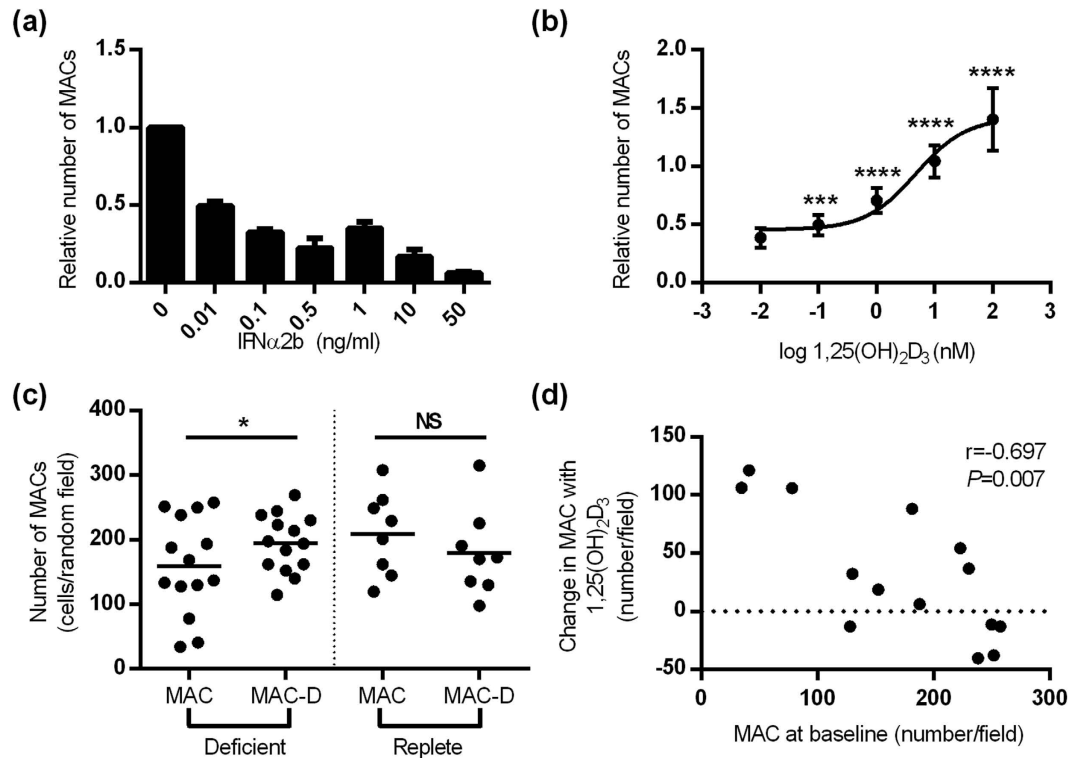 (a)
Relative number of MACs
1.5
1.0
0.5
0.0
0 0.01 0.1 0.5 1 10 50
IFNα2b (ng/ml)
(b)
Relative number of MACs
2.0
1.5
1.0
0.5
0.0
*** **** **** ****
-3 -2 -1 0 1 2 3
log 1,25(OH)₂D₃ (nM)
(c)
Number of MACs
(cells/random field)
400
300
200
100
0
* NS
MAC MAC-D MAC MAC-D
Deficient Replete
(d)
Change in MAC with
1,25(OH)₂D₃
(number/field)
150
100
50
0
-50
r=-0.697
P=0.007
0 100 200 300
MAC at baseline (number/field)